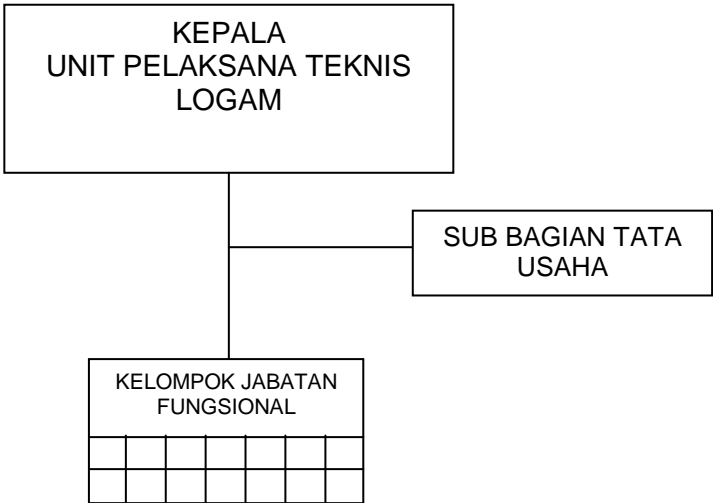 KEPALA
UNIT PELAKSANA TEKNIS
LOGAM
SUB BAGIAN TATA
USAHA
KELOMPOK JABATAN
FUNGSIONAL